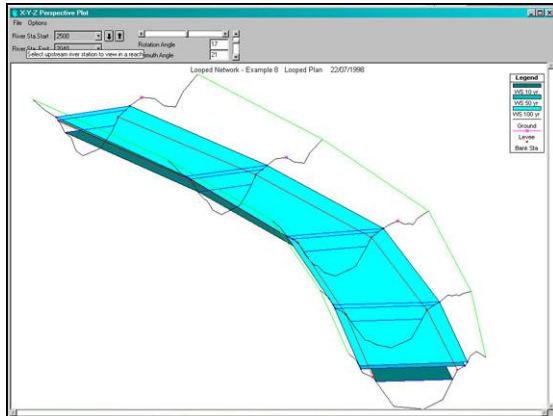 X-Y-Z Perspective Plot
File Options
River Sta.Start: 2500
Rotation Angle 17
River Sta. End: 2040
Azimuth Angle 21
Select upstream river station to view in a reach
Looped Network - Example 8 Looped Plan 22/07/1998
Legend
WS 10 yr
WS 50 yr
WS 100 yr
Ground
Levee
Bank Sta